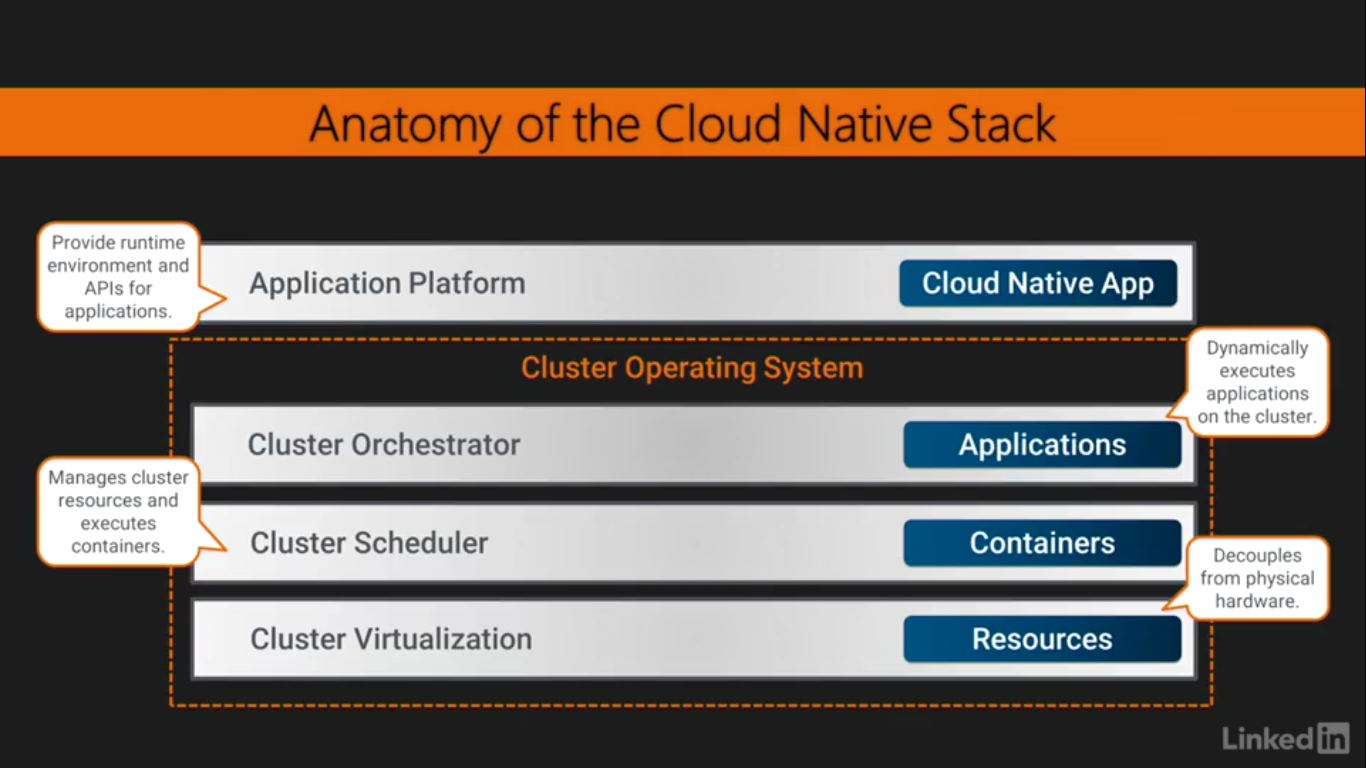 Anatomy of the Cloud Native Stack
Provide runtime
environment and
APIs for
applications.
Application Platform
Cloud Native App
Cluster Operating System
Dynamically
executes
applications
on the cluster.
Cluster Orchestrator
Applications
Manages cluster
resources and
executes
containers.
Cluster Scheduler
Containers
Decouples
from physical
hardware.
Cluster Virtualization
Resources
Linked in